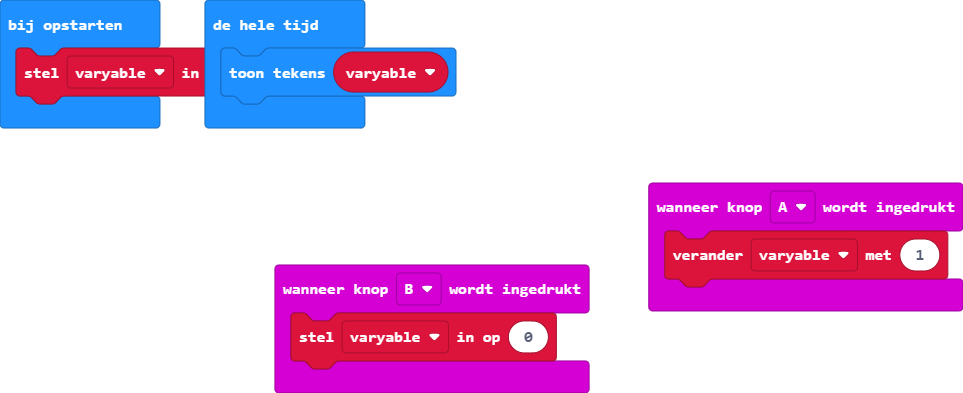 bij opstarten
stel varyable in
de hele tijd
toon tekens varyable
wanneer knop A wordt ingedrukt
verander varyable met 1
wanneer knop B wordt ingedrukt
stel varyable in op 0